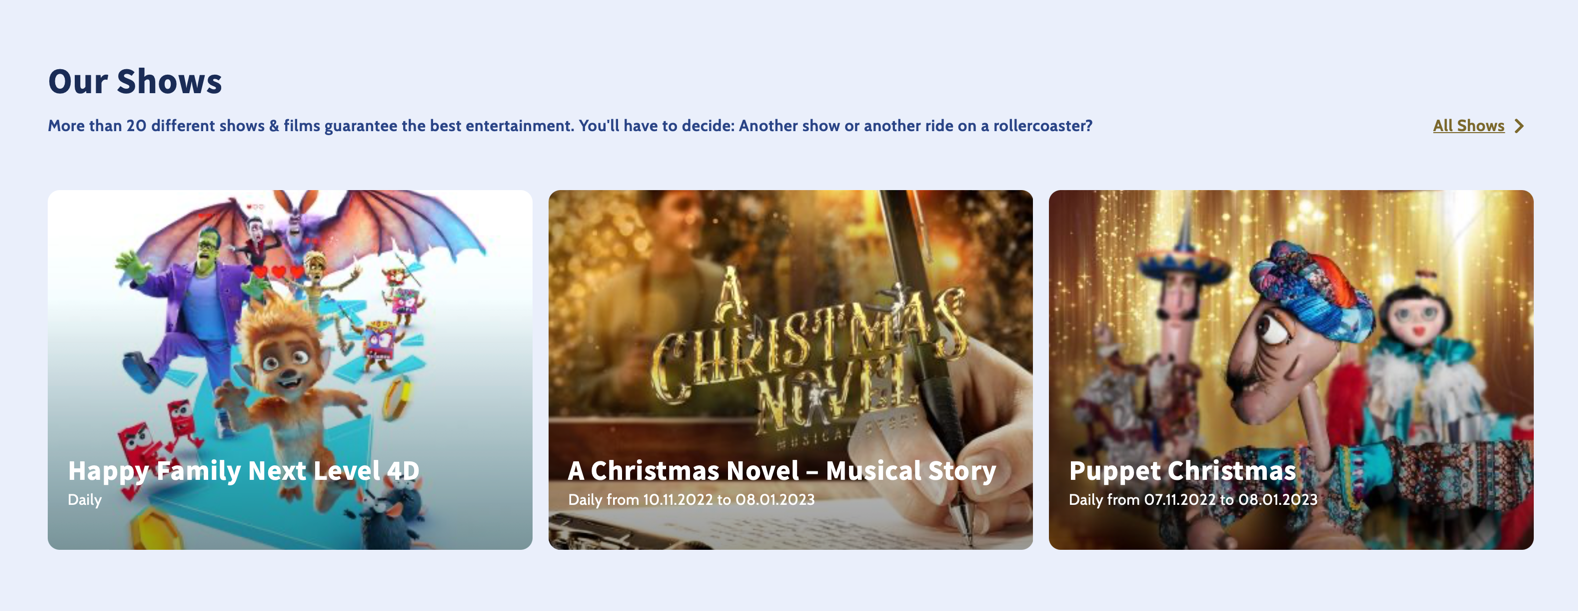 Our Shows
More than 20 different shows & films guarantee the best entertainment. You'll have to decide: Another show or another ride on a rollercoaster?
All Shows
A
CHRISTMAS
NOVEL
MUSICAL STORY
Happy Family Next Level 4D
Daily
A Christmas Novel – Musical Story
Daily from 10.11.2022 to 08.01.2023
Puppet Christmas
Daily from 07.11.2022 to 08.01.2023